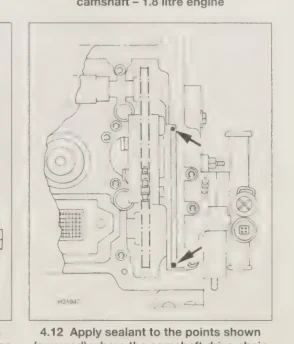 camshaft – 1.8 litre engine
H21947
4.12 Apply sealant to the points shown
(arrowed) where the camshaft drive chain